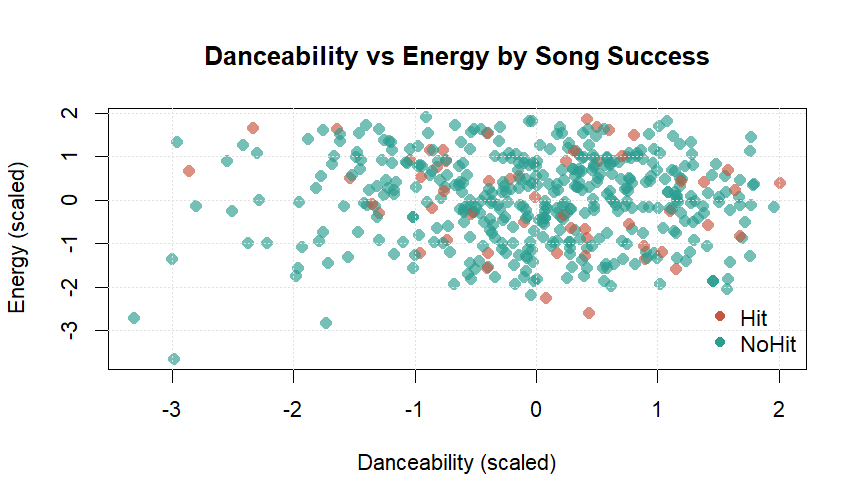 Danceability vs Energy by Song Success
Energy (scaled)
2
1
0
-1
-2
-3
Hit
NoHit
-3
-2
-1
0
1
2
Danceability (scaled)